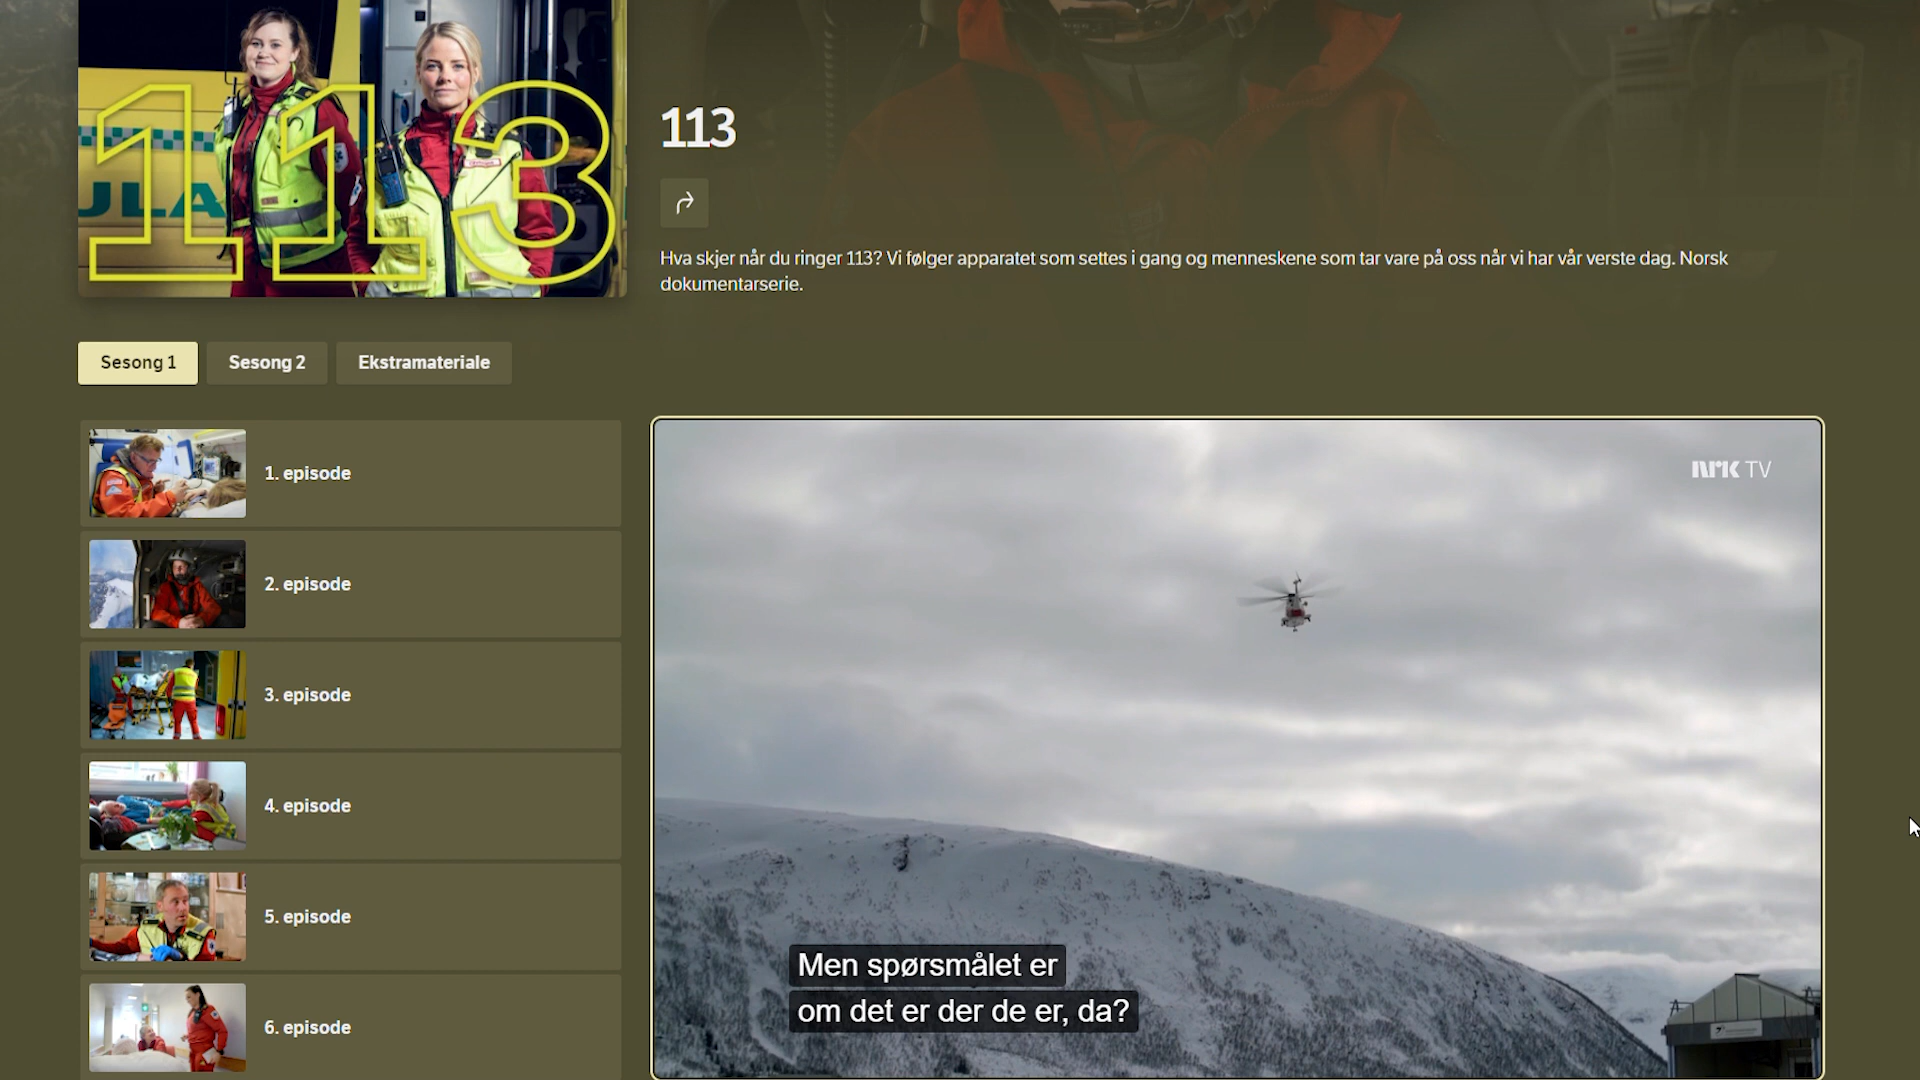 113
ULA
113
Hva skjer når du ringer 113? Vi følger apparatet som settes i gang og menneskene som tar vare på oss når vi har vår verste dag. Norsk
dokumentarserie.
Sesong 1
Sesong 2
Ekstramateriale
1. episode
2. episode
3. episode
4. episode
5. episode
6. episode
nrk TV
Men spørsmålet er
om det er der de er, da?